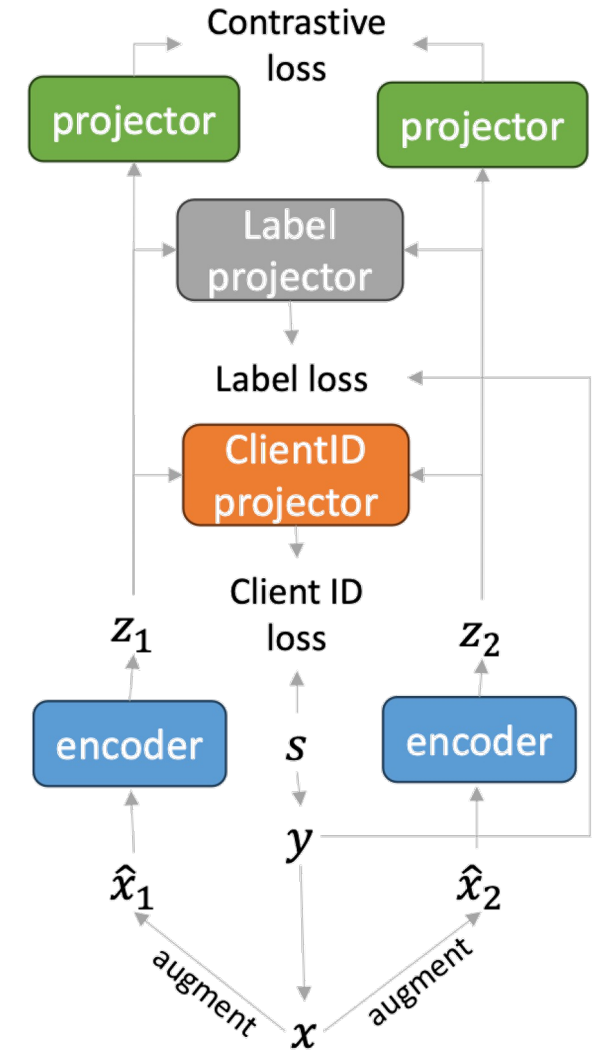 Contrastive
loss
projector
projector
Label
projector
Label loss
ClientID
projector
Client ID
loss
z₁
z₂
encoder
s
encoder
y
x̂₁
x̂₂
augment
augment
x